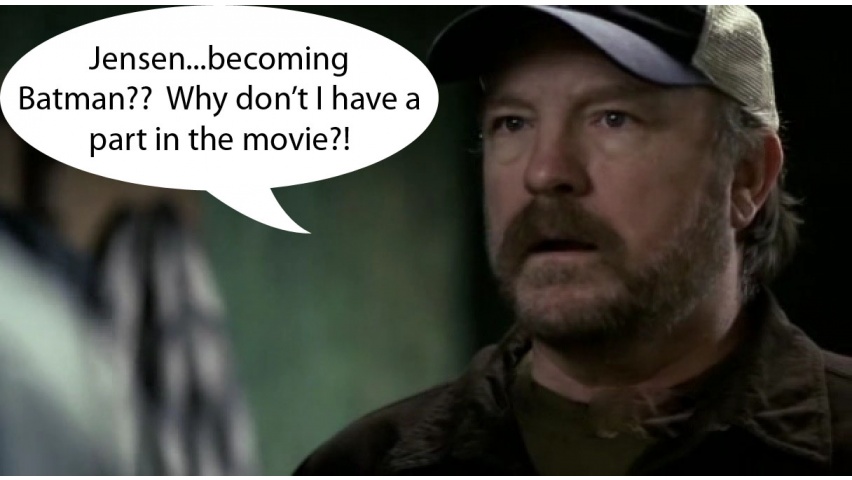 Jensen...becoming
Batman??  Why don't I have a
part in the movie?!